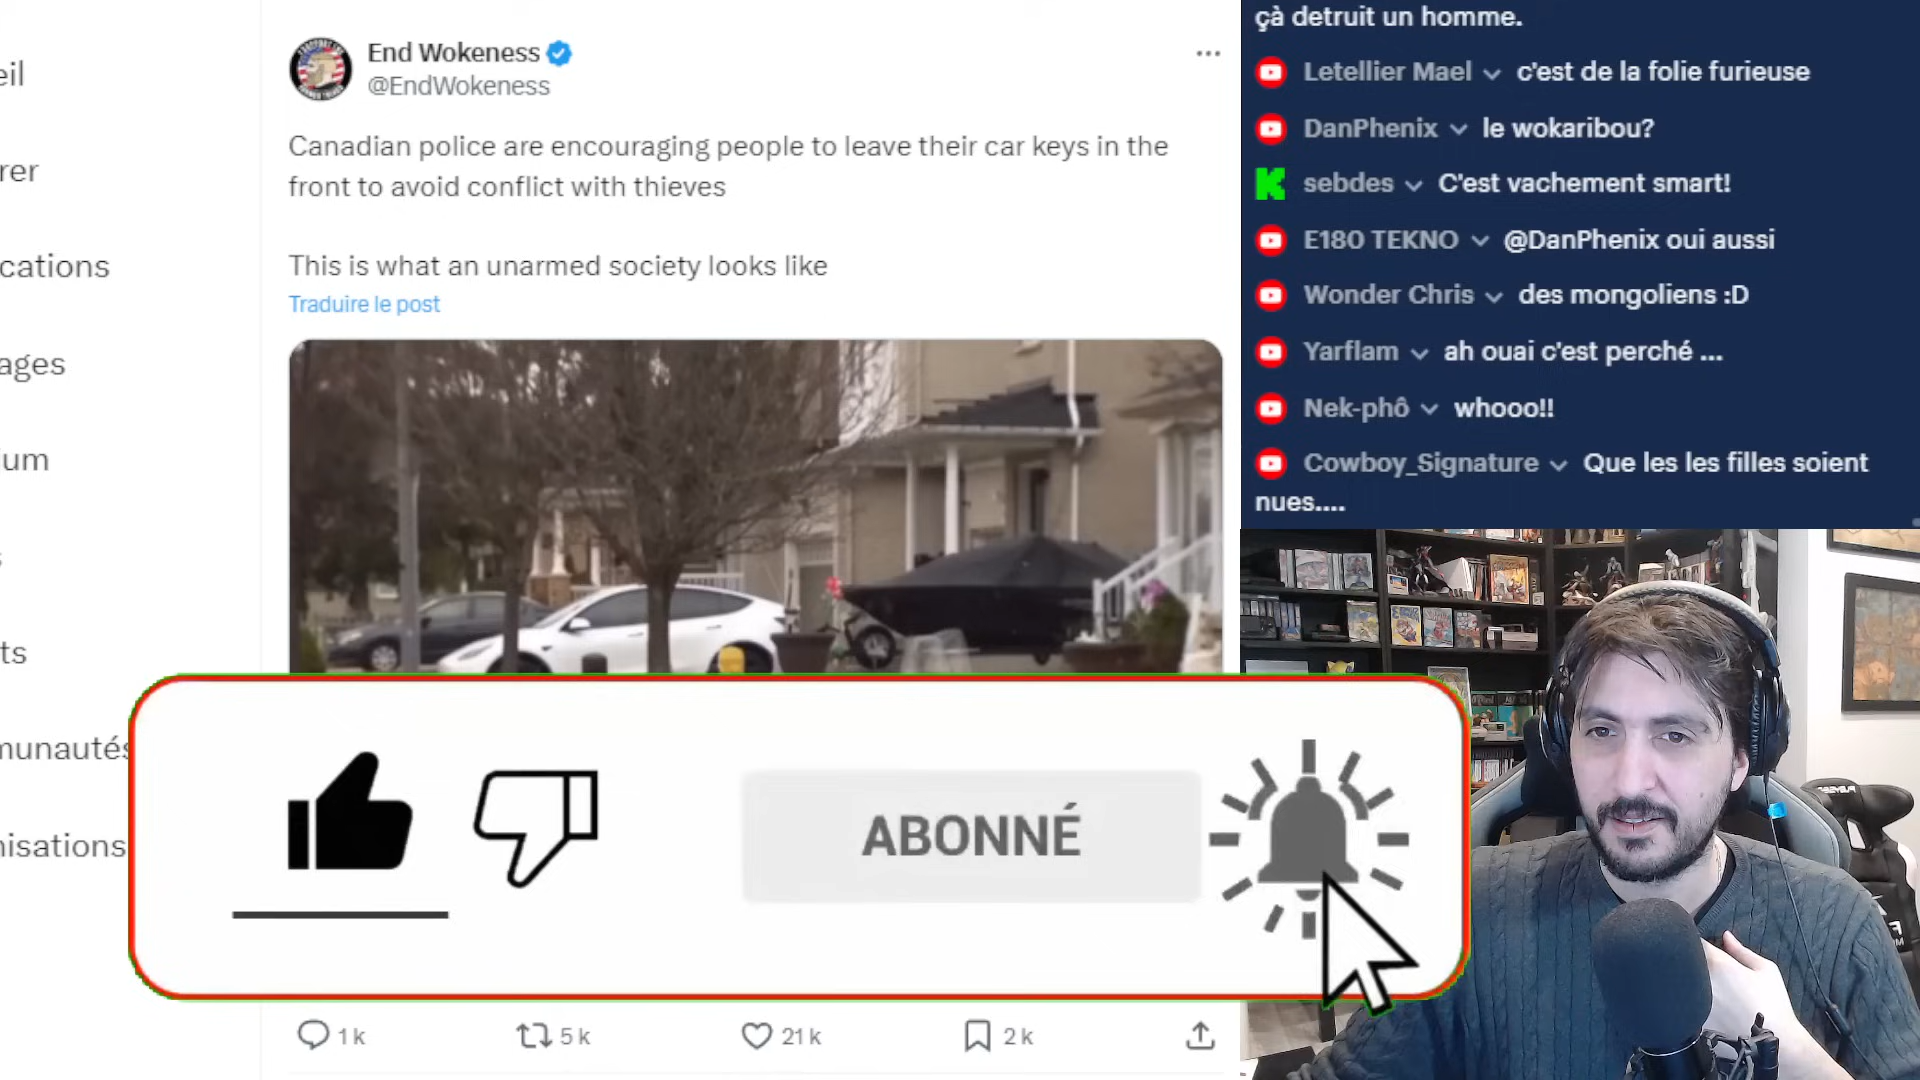 End Wokeness
@EndWokeness
Canadian police are encouraging people to leave their car keys in the
front to avoid conflict with thieves
This is what an unarmed society looks like
Traduire le post
eil
rer
cations
ages
ium
s
ts
munautés
nisations
ABONNÉ
1 k
5 k
21 k
2 k
çà detruit un homme.
Letellier Mael c'est de la folie furieuse
DanPhenix le wokaribou?
sebdes C'est vachement smart!
E180 TEKNO @DanPhenix oui aussi
Wonder Chris des mongoliens :D
Yarflam ah ouai c'est perché ...
Nek-phô whooo!!
Cowboy_Signature Que les les filles soient
nues....